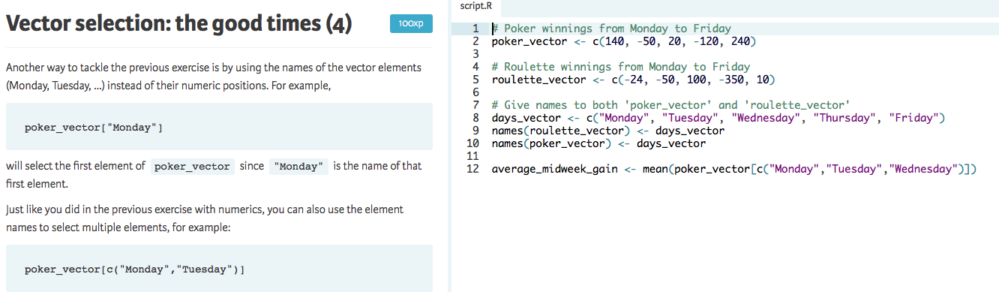 Vector selection: the good times (4)
100xp
Another way to tackle the previous exercise is by using the names of the vector elements
(Monday, Tuesday, ...) instead of their numeric positions. For example,
poker_vector["Monday"]
will select the first element of poker_vector since "Monday" is the name of that
first element.
Just like you did in the previous exercise with numerics, you can also use the element
names to select multiple elements, for example:
poker_vector[c("Monday","Tuesday")]
script.R
1 # Poker winnings from Monday to Friday
2 poker_vector <- c(140, -50, 20, -120, 240)
3
4 # Roulette winnings from Monday to Friday
5 roulette_vector <- c(-24, -50, 100, -350, 10)
6
7 # Give names to both 'poker_vector' and 'roulette_vector'
8 days_vector <- c("Monday", "Tuesday", "Wednesday", "Thursday", "Friday")
9 names(roulette_vector) <- days_vector
10 names(poker_vector) <- days_vector
11
12 average_midweek_gain <- mean(poker_vector[c("Monday","Tuesday","Wednesday")])